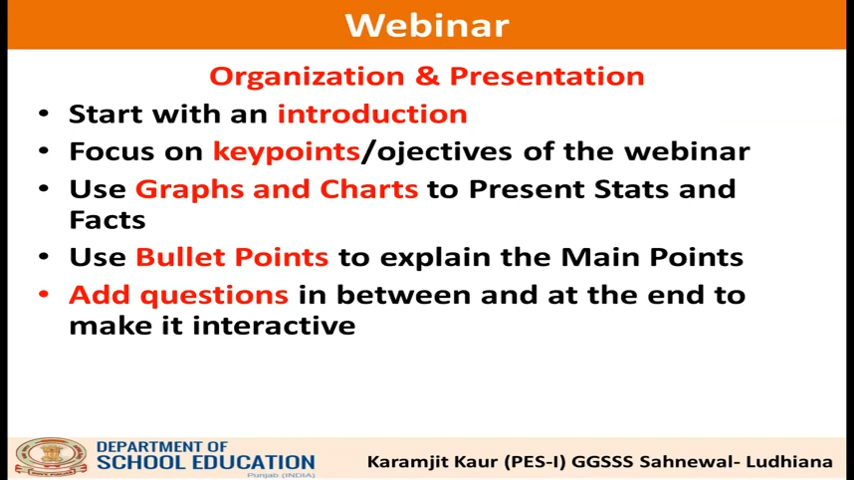 Webinar
Organization & Presentation
• Start with an introduction
• Focus on keypoints/ojectives of the webinar
• Use Graphs and Charts to Present Stats and
Facts
• Use Bullet Points to explain the Main Points
• Add questions in between and at the end to
make it interactive
DEPARTMENT OF
SCHOOL EDUCATION
Punjab (INDIA)
Karamjit Kaur (PES-I) GGSSS Sahnewal- Ludhiana